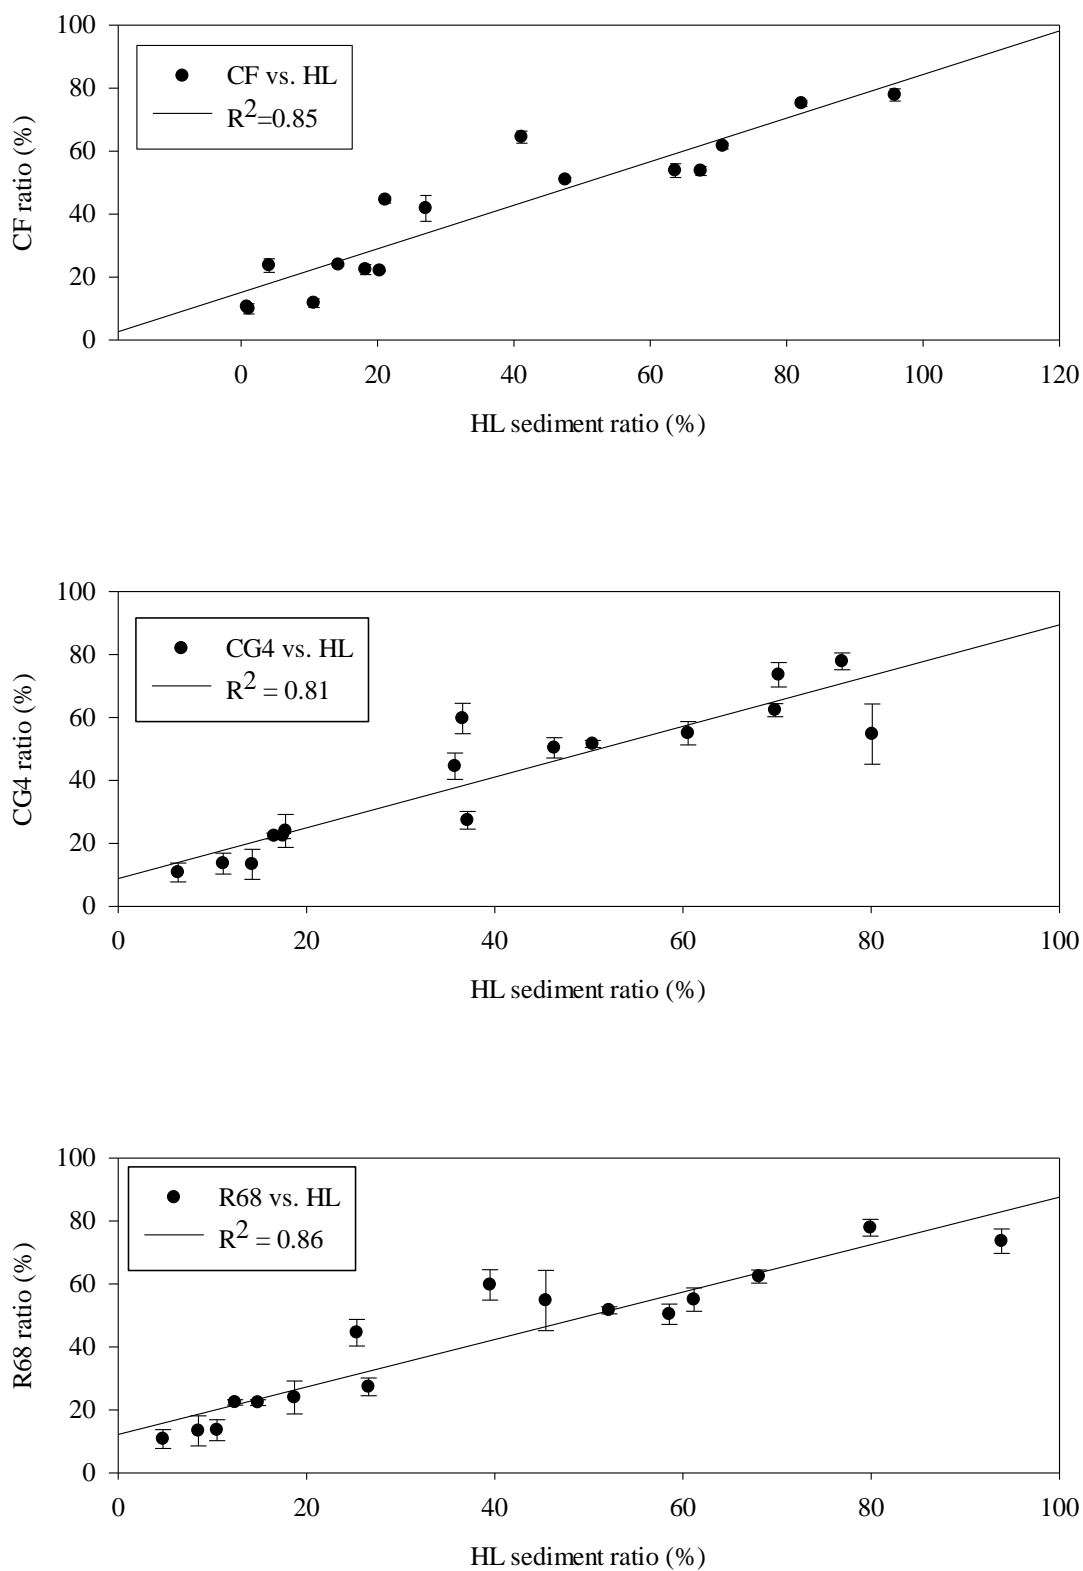 100
80
60
40
20
0
CF ratio (%)
CF vs. HL
R2=0.85
0 20 40 60 80 100 120
HL sediment ratio (%)
100
80
60
40
20
0
CG4 ratio (%)
CG4 vs. HL
R2 = 0.81
0 20 40 60 80 100
HL sediment ratio (%)
100
80
60
40
20
0
R68 ratio (%)
R68 vs. HL
R2 = 0.86
0 20 40 60 80 100
HL sediment ratio (%)